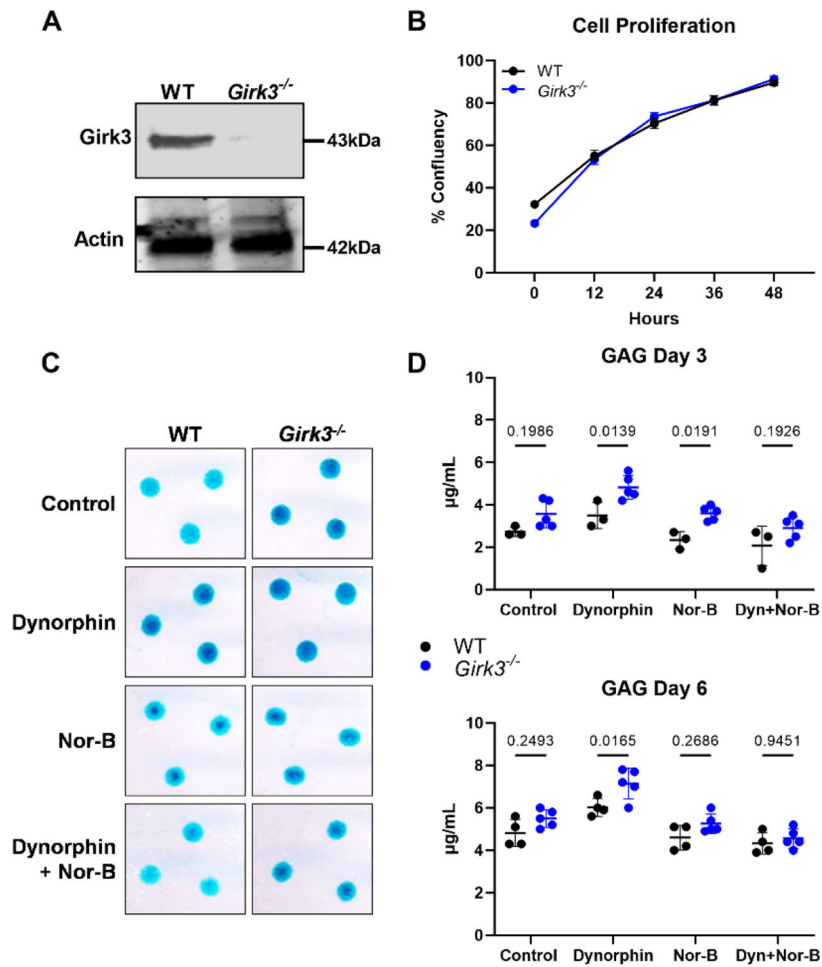 A
WT Girk3-/-
Girk3
43kDa
Actin
42kDa
B
Cell Proliferation
WT
Girk3-/-
% Confluency
100
80
60
40
20
0
0 12 24 36 48
Hours
C
WT Girk3-/-
Control
Dynorphin
Nor-B
Dynorphin
+ Nor-B
D
GAG Day 3
µg/mL
10
8
6
4
2
0
0.1986 0.0139 0.0191 0.1926
Control Dynorphin Nor-B Dyn+Nor-B
WT
Girk3-/-
GAG Day 6
µg/mL
10
8
6
4
2
0
0.2493 0.0165 0.2686 0.9451
Control Dynorphin Nor-B Dyn+Nor-B